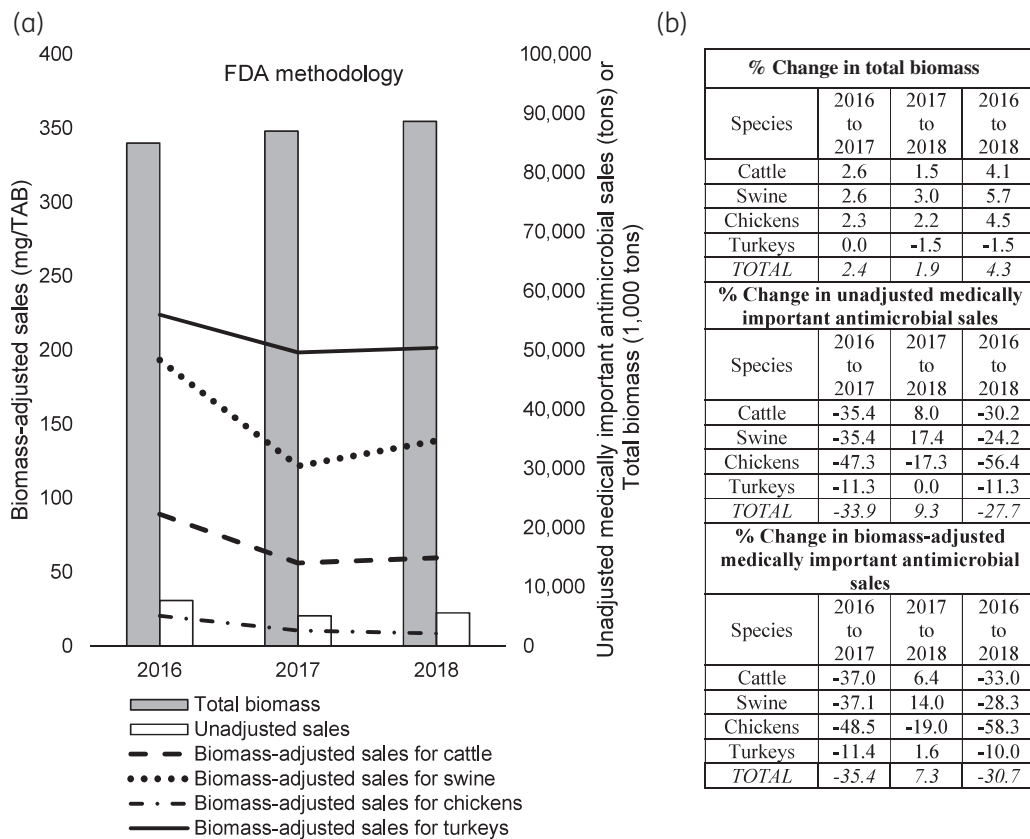 (a)
400
350
300
250
200
150
100
50
0
Biomass-adjusted sales (mg/TAB)
FDA methodology
100,000
90,000
80,000
70,000
60,000
50,000
40,000
30,000
20,000
10,000
0
Unadjusted medically important antimicrobial sales (tons) or
Total biomass (1,000 tons)
2016 2017 2018
Total biomass
Unadjusted sales
Biomass-adjusted sales for cattle
Biomass-adjusted sales for swine
Biomass-adjusted sales for chickens
Biomass-adjusted sales for turkeys
(b)
% Change in total biomass
Species 2016 to 2017 2017 to 2018 2016 to 2018
Cattle 2.6 1.5 4.1
Swine 2.6 3.0 5.7
Chickens 2.3 2.2 4.5
Turkeys 0.0 -1.5 -1.5
TOTAL 2.4 1.9 4.3
% Change in unadjusted medically
important antimicrobial sales
Species 2016 to 2017 2017 to 2018 2016 to 2018
Cattle -35.4 8.0 -30.2
Swine -35.4 17.4 -24.2
Chickens -47.3 -17.3 -56.4
Turkeys -11.3 0.0 -11.3
TOTAL -33.9 9.3 -27.7
% Change in biomass-adjusted
medically important antimicrobial
sales
Species 2016 to 2017 2017 to 2018 2016 to 2018
Cattle -37.0 6.4 -33.0
Swine -37.1 14.0 -28.3
Chickens -48.5 -19.0 -58.3
Turkeys -11.4 1.6 -10.0
TOTAL -35.4 7.3 -30.7